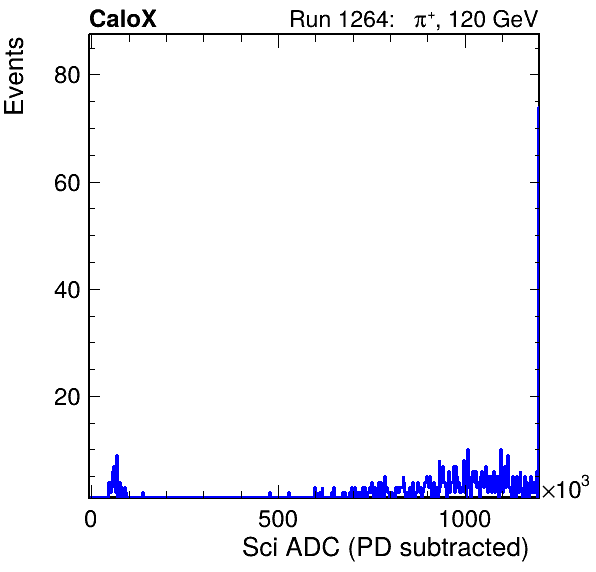 CaloX Run 1264: π⁺, 120 GeV
Events
80
60
40
20
0 500 1000 ×10³
Sci ADC (PD subtracted)